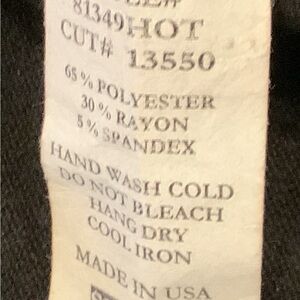 81349HOT
CUT# 13550
65% POLYESTER
30% RAYON
5% SPANDEX
HAND WASH COLD
DO NOT BLEACH
HANG DRY
COOL IRON
MADE IN USA